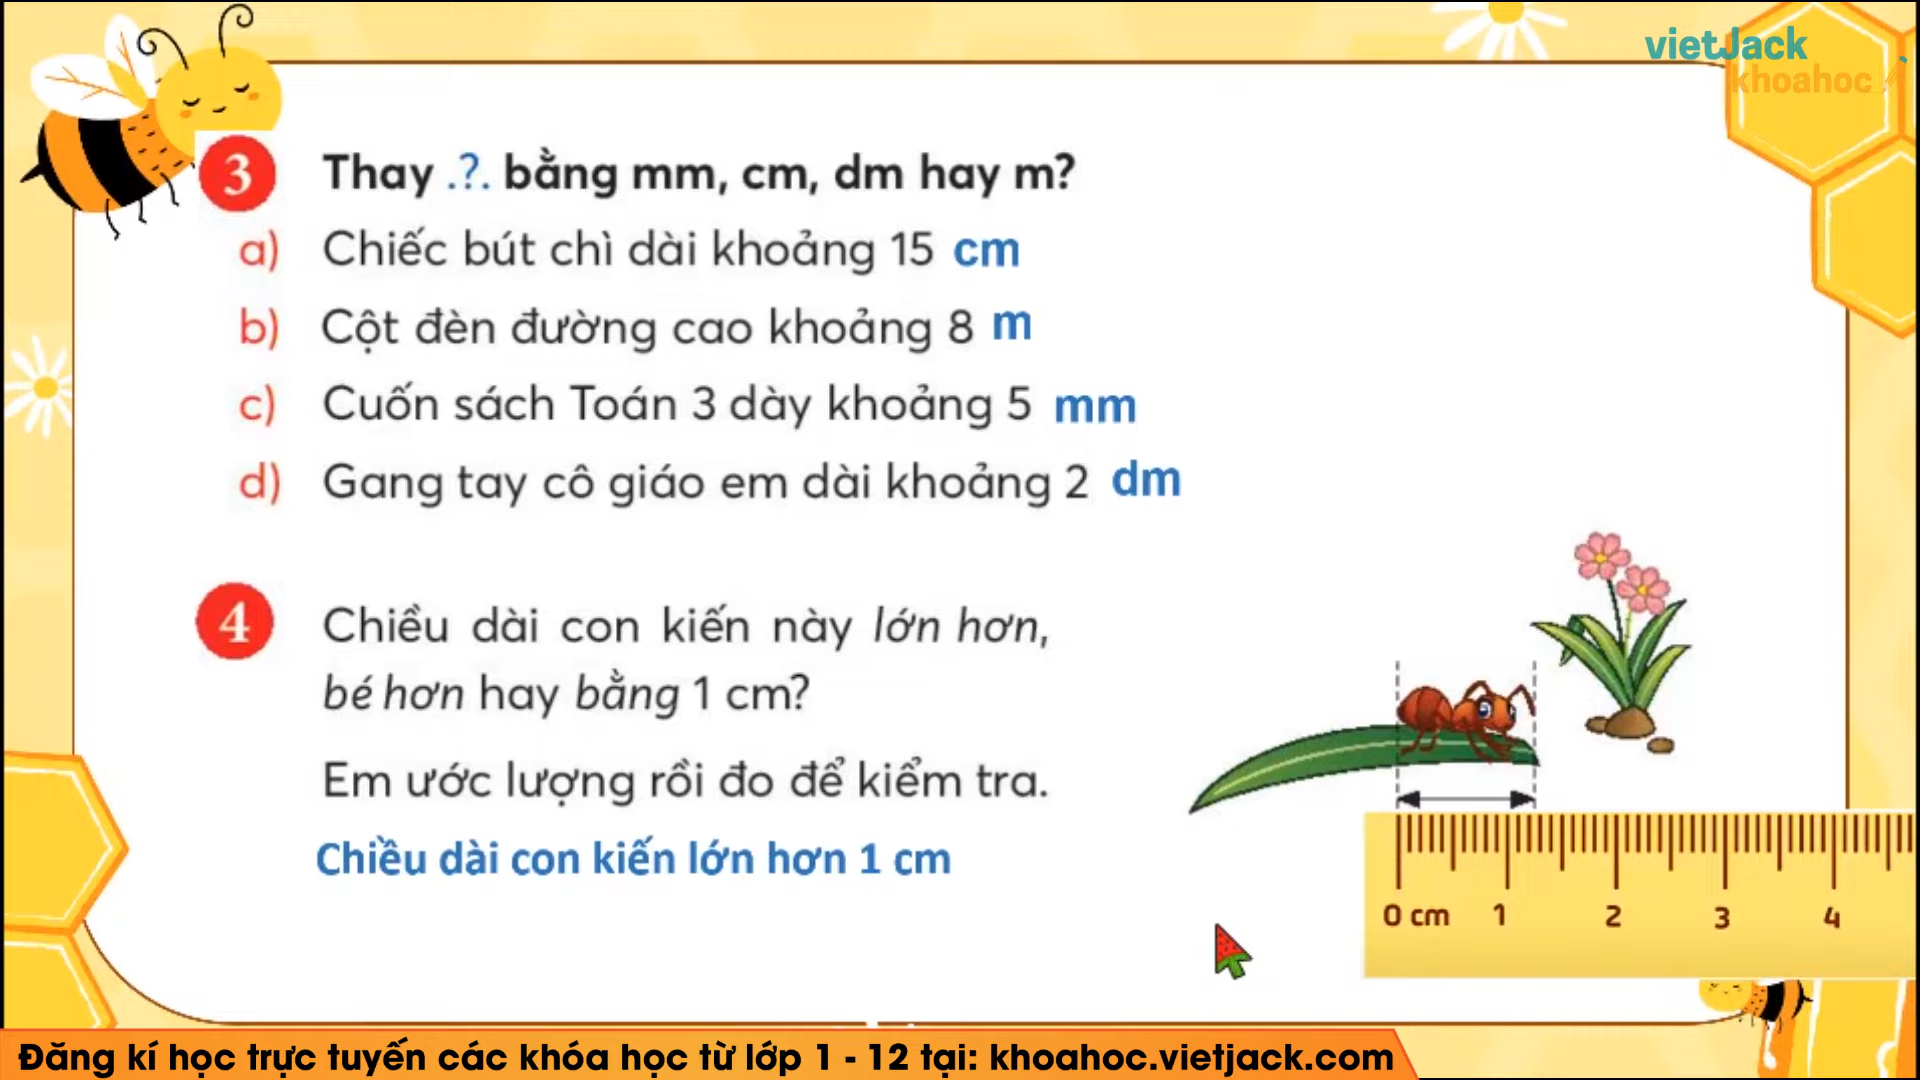 vietJack
khoahoc
3 Thay .?. bằng mm, cm, dm hay m?
a) Chiếc bút chì dài khoảng 15 cm
b) Cột đèn đường cao khoảng 8 m
c) Cuốn sách Toán 3 dày khoảng 5 mm
d) Gang tay cô giáo em dài khoảng 2 dm
4 Chiều dài con kiến này lớn hơn,
bé hơn hay bằng 1 cm?
Em ước lượng rồi đo để kiểm tra.
Chiều dài con kiến lớn hơn 1 cm
0 cm 1 2 3 4
Đăng kí học trực tuyến các khóa học từ lớp 1 - 12 tại: khoahoc.vietjack.com